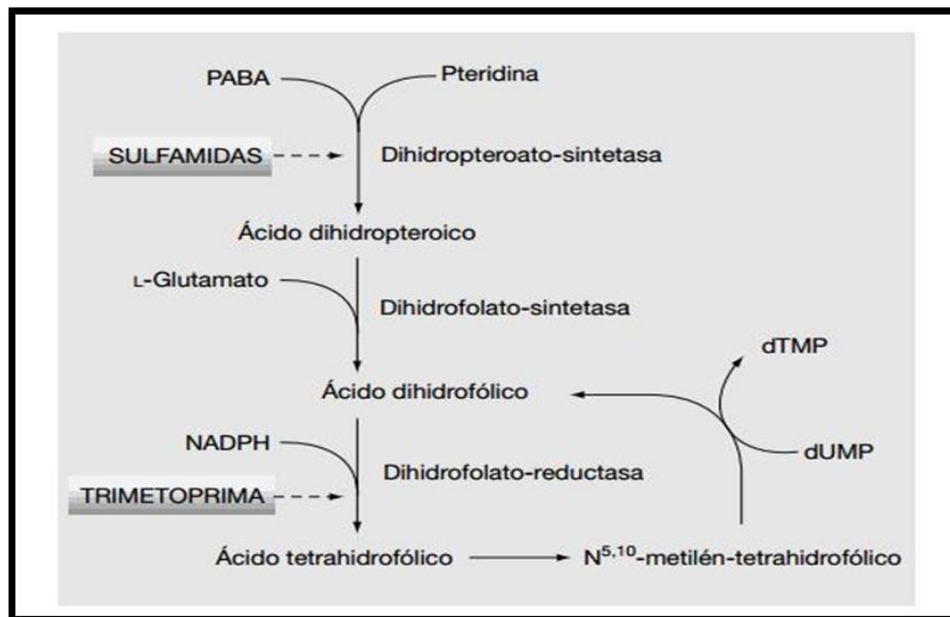 PABA
Pteridina
SULFAMIDAS
Dihidropteroato-sintetasa
Ácido dihidropteroico
L-Glutamato
Dihidrofolato-sintetasa
dTMP
Ácido dihidrofólico
NADPH
dUMP
Dihidrofolato-reductasa
TRIMETOPRIMA
Ácido tetrahidrofólico
N5,10-metilén-tetrahidrofólico